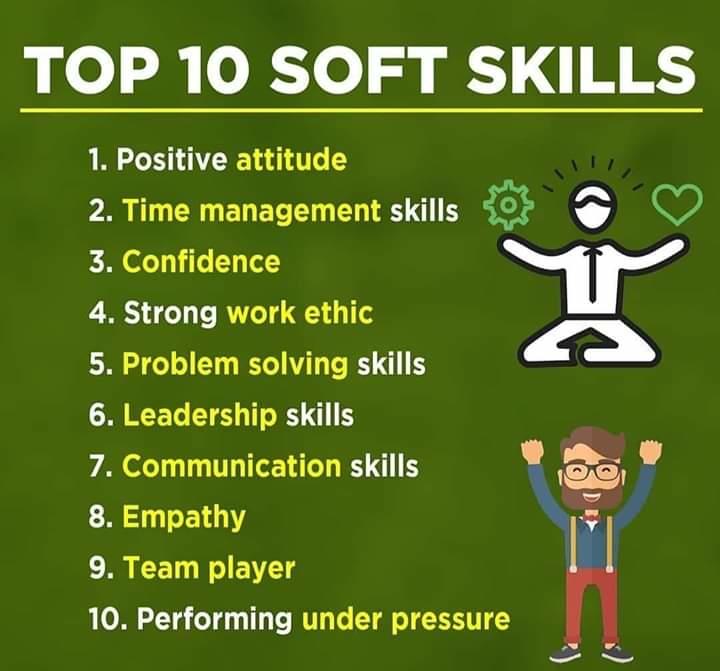 TOP 10 SOFT SKILLS
1. Positive attitude
2. Time management skills
3. Confidence
4. Strong work ethic
5. Problem solving skills
6. Leadership skills
7. Communication skills
8. Empathy
9. Team player
10. Performing under pressure